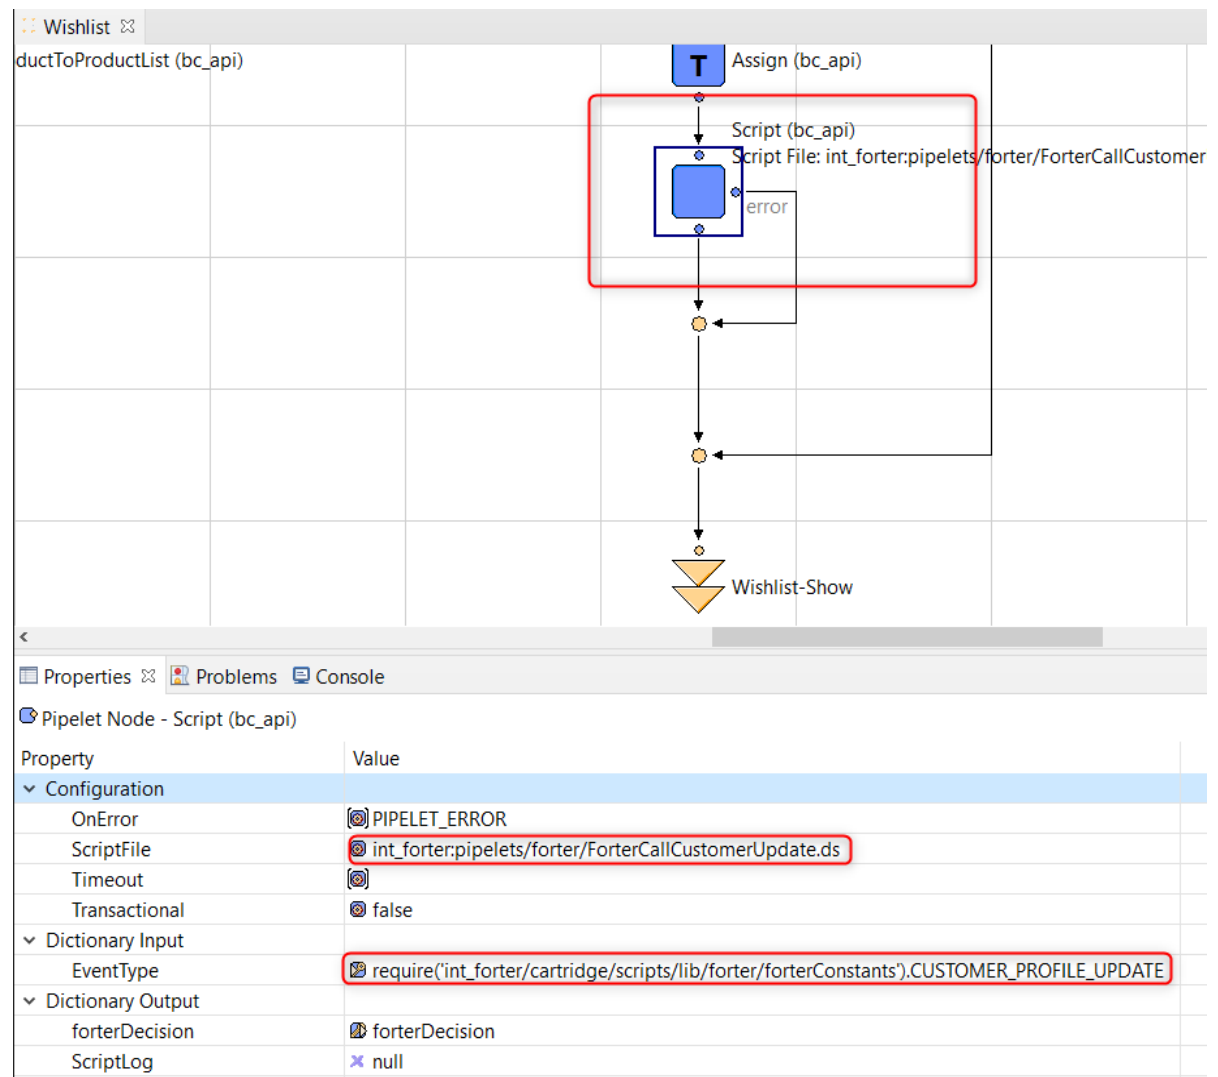 Wishlist
ductToProductList (bc_api)
T
Assign (bc_api)
Script (bc_api)
Script File: int_forter:pipelets/forter/ForterCallCustomer
error
Wishlist-Show
Properties Problems Console
Pipelet Node - Script (bc_api)
Property Value
Configuration
OnError PIPELET_ERROR
ScriptFile int_forter:pipelets/forter/ForterCallCustomerUpdate.ds
Timeout
Transactional false
Dictionary Input
EventType require('int_forter/cartridge/scripts/lib/forter/forterConstants').CUSTOMER_PROFILE_UPDATE
Dictionary Output
forterDecision forterDecision
ScriptLog null